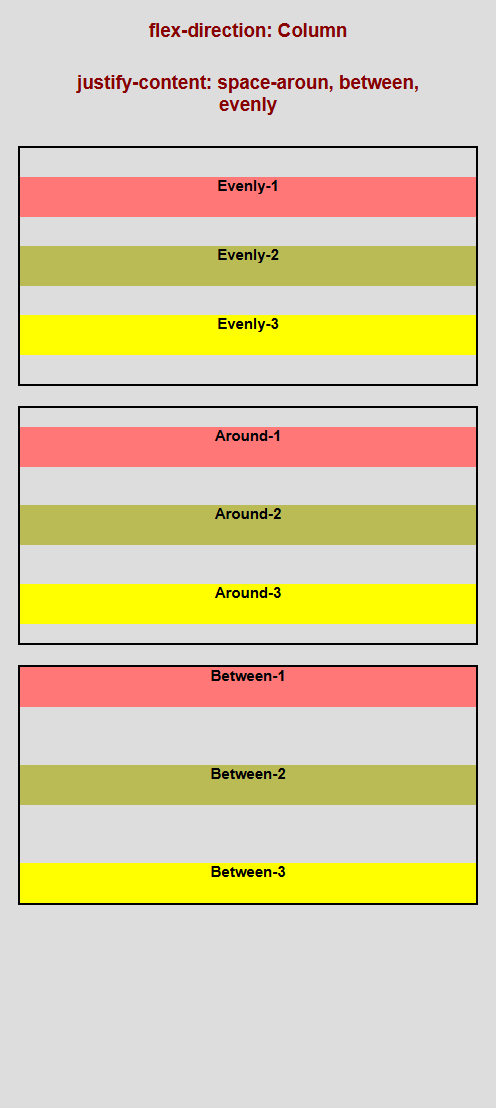 flex-direction: Column
justify-content: space-aroun, between,
evenly
Evenly-1
Evenly-2
Evenly-3
Around-1
Around-2
Around-3
Between-1
Between-2
Between-3